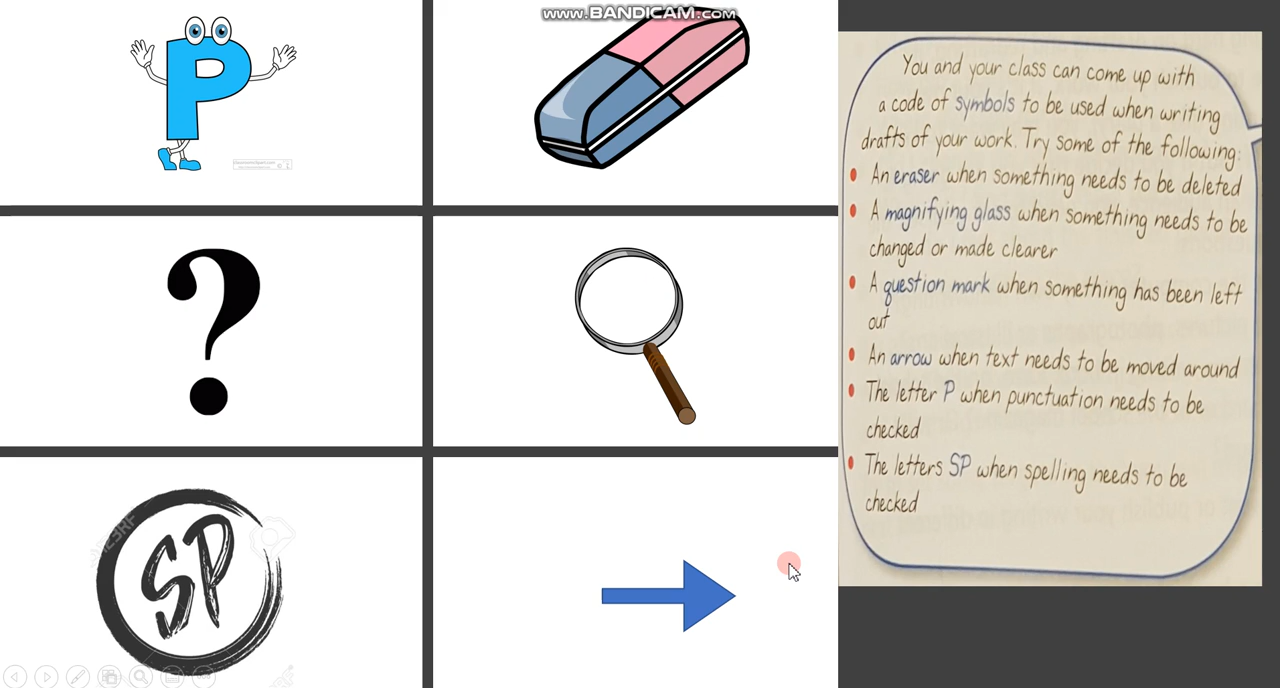 www.BANDICAM.com
P
?
SP
You and your class can come up with
a code of symbols to be used when writing
drafts of your work. Try some of the following:
• An eraser when something needs to be deleted
• A magnifying glass when something needs to be
changed or made clearer
• A question mark when something has been left
out
• An arrow when text needs to be moved around
• The letter P when punctuation needs to be
checked
• The letters SP when spelling needs to be
checked